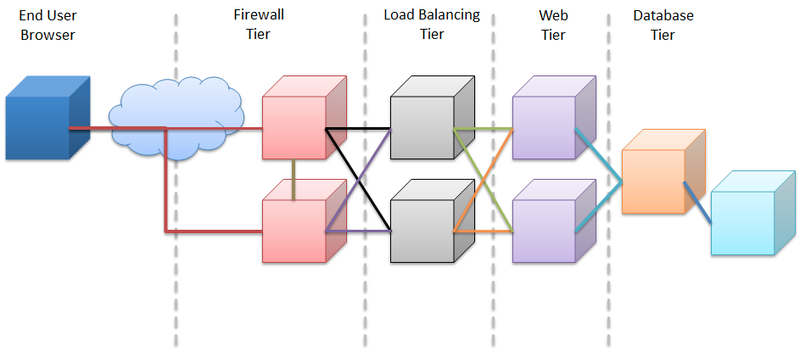 End User
Browser
Firewall
Tier
Load Balancing
Tier
Web
Tier
Database
Tier